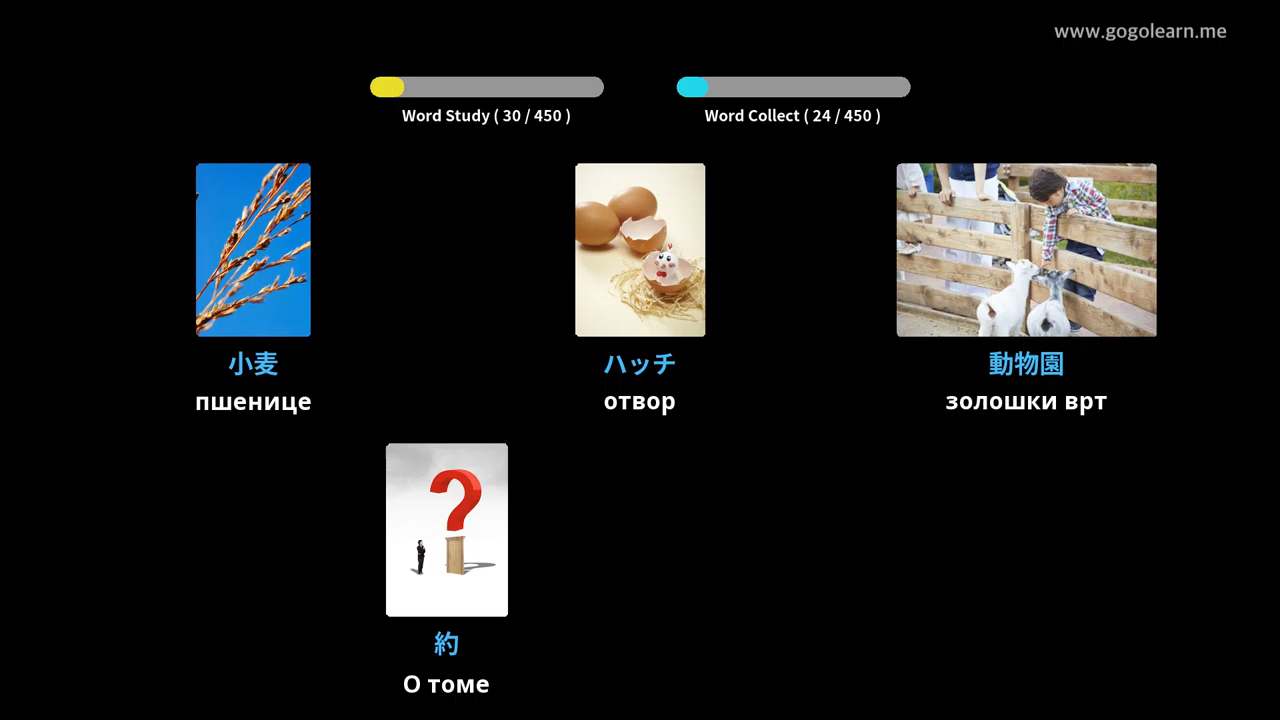 www.gogolearn.me
Word Study ( 30 / 450 )
Word Collect ( 24 / 450 )
小麦
ハッチ
動物園
пшенице
отвор
золошки врт
約
О томе